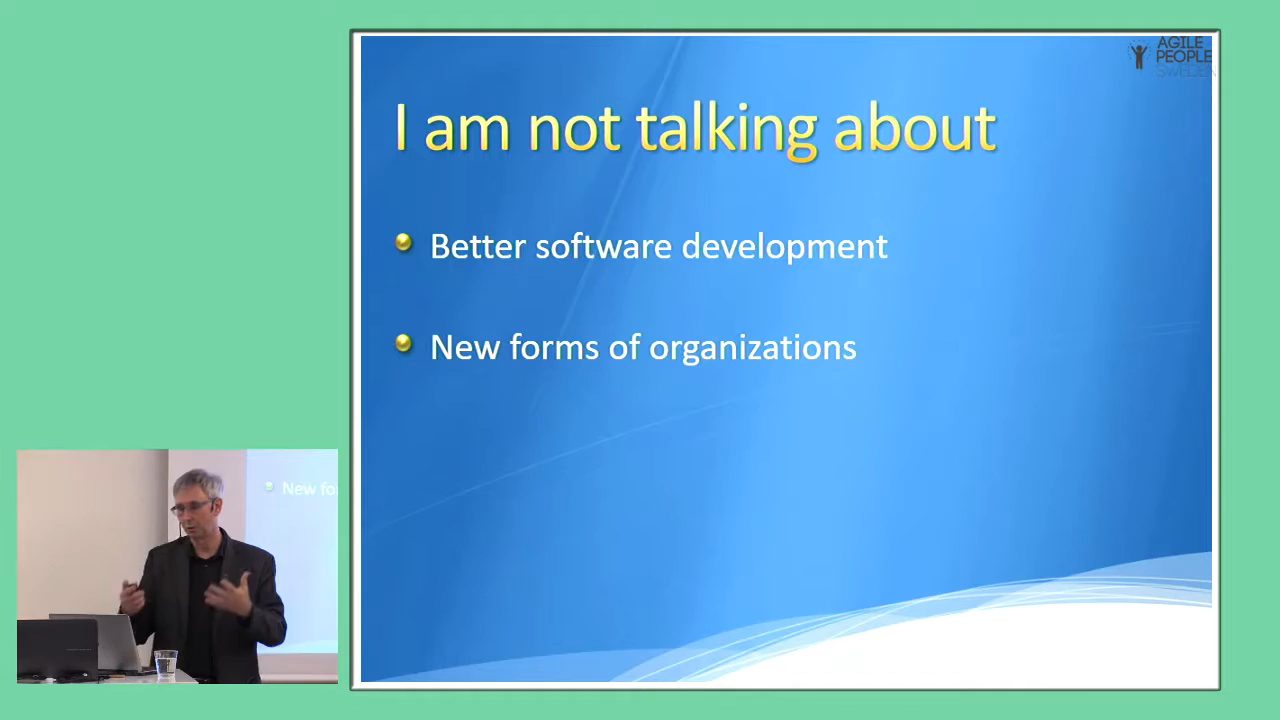 AGILE
PEOPLE
SWEDEN
I am not talking about
Better software development
New forms of organizations
New fo